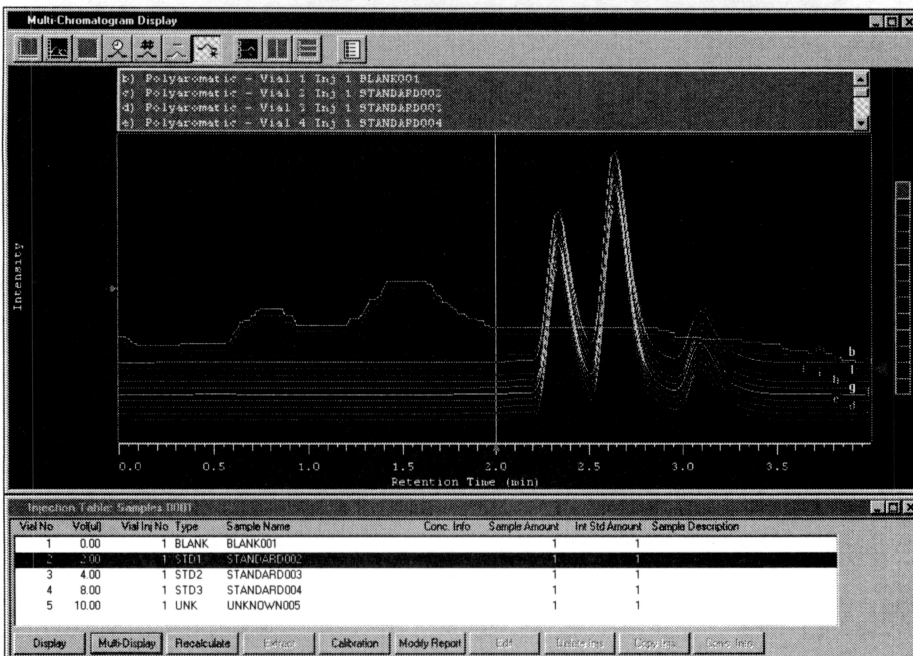 Multi-Chromatogram Display
b) Polyaromatic - Vial 1 Inj 1 BLANK001
c) Polyaromatic - Vial 2 Inj 1 STANDARD002
d) Polyaromatic - Vial 3 Inj 1 STANDARD003
e) Polyaromatic - Vial 4 Inj 1 STANDARD004
Intensity
b
g
e
d
0.0 0.5 1.0 1.5 2.0 2.5 3.0 3.5
Retention Time (min)
Injection Table: Samples 0001
Vial No Vol(ul) Vial Inj No Type Sample Name Conc. Info Sample Amount Int Std Amount Sample Description
1 0.00 1 BLANK BLANK001 1 1
2 2.00 1 STD1 STANDARD002 1 1
3 4.00 1 STD2 STANDARD003 1 1
4 8.00 1 STD3 STANDARD004 1 1
5 10.00 1 UNK UNKNOWN005 1 1
Display Multi-Display Recalculate Extract Calibration Modify Report Edit Delete Injs Copy Injs Conc. Info